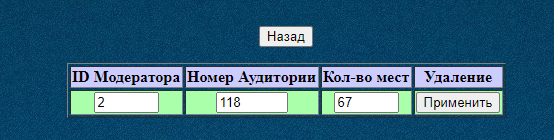 Назад
ID Модератора Номер Аудитории Кол-во мест Удаление
2 118 67 Применить